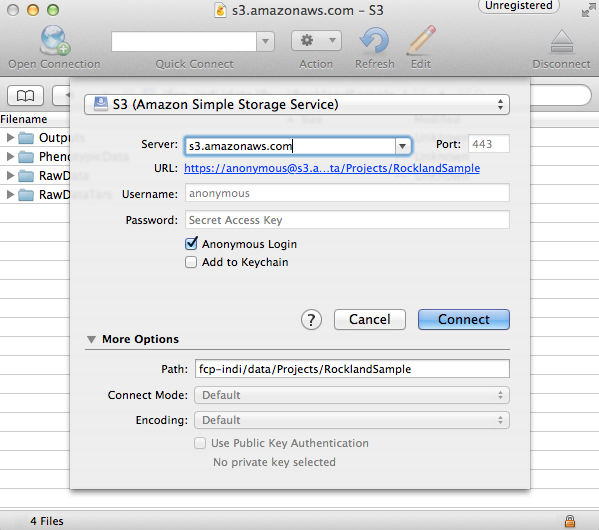 s3.amazonaws.com – S3
Unregistered
Open Connection
Quick Connect
Action
Refresh
Edit
Disconnect
Filename
Outputs
PhenotypicData
RawData
RawDataTars
S3 (Amazon Simple Storage Service)
Server: s3.amazonaws.com Port: 443
URL: https://anonymous@s3.a...ta/Projects/RocklandSample
Username: anonymous
Password: Secret Access Key
Anonymous Login
Add to Keychain
? Cancel Connect
More Options
Path: fcp-indi/data/Projects/RocklandSample
Connect Mode: Default
Encoding: Default
Use Public Key Authentication
No private key selected
4 Files